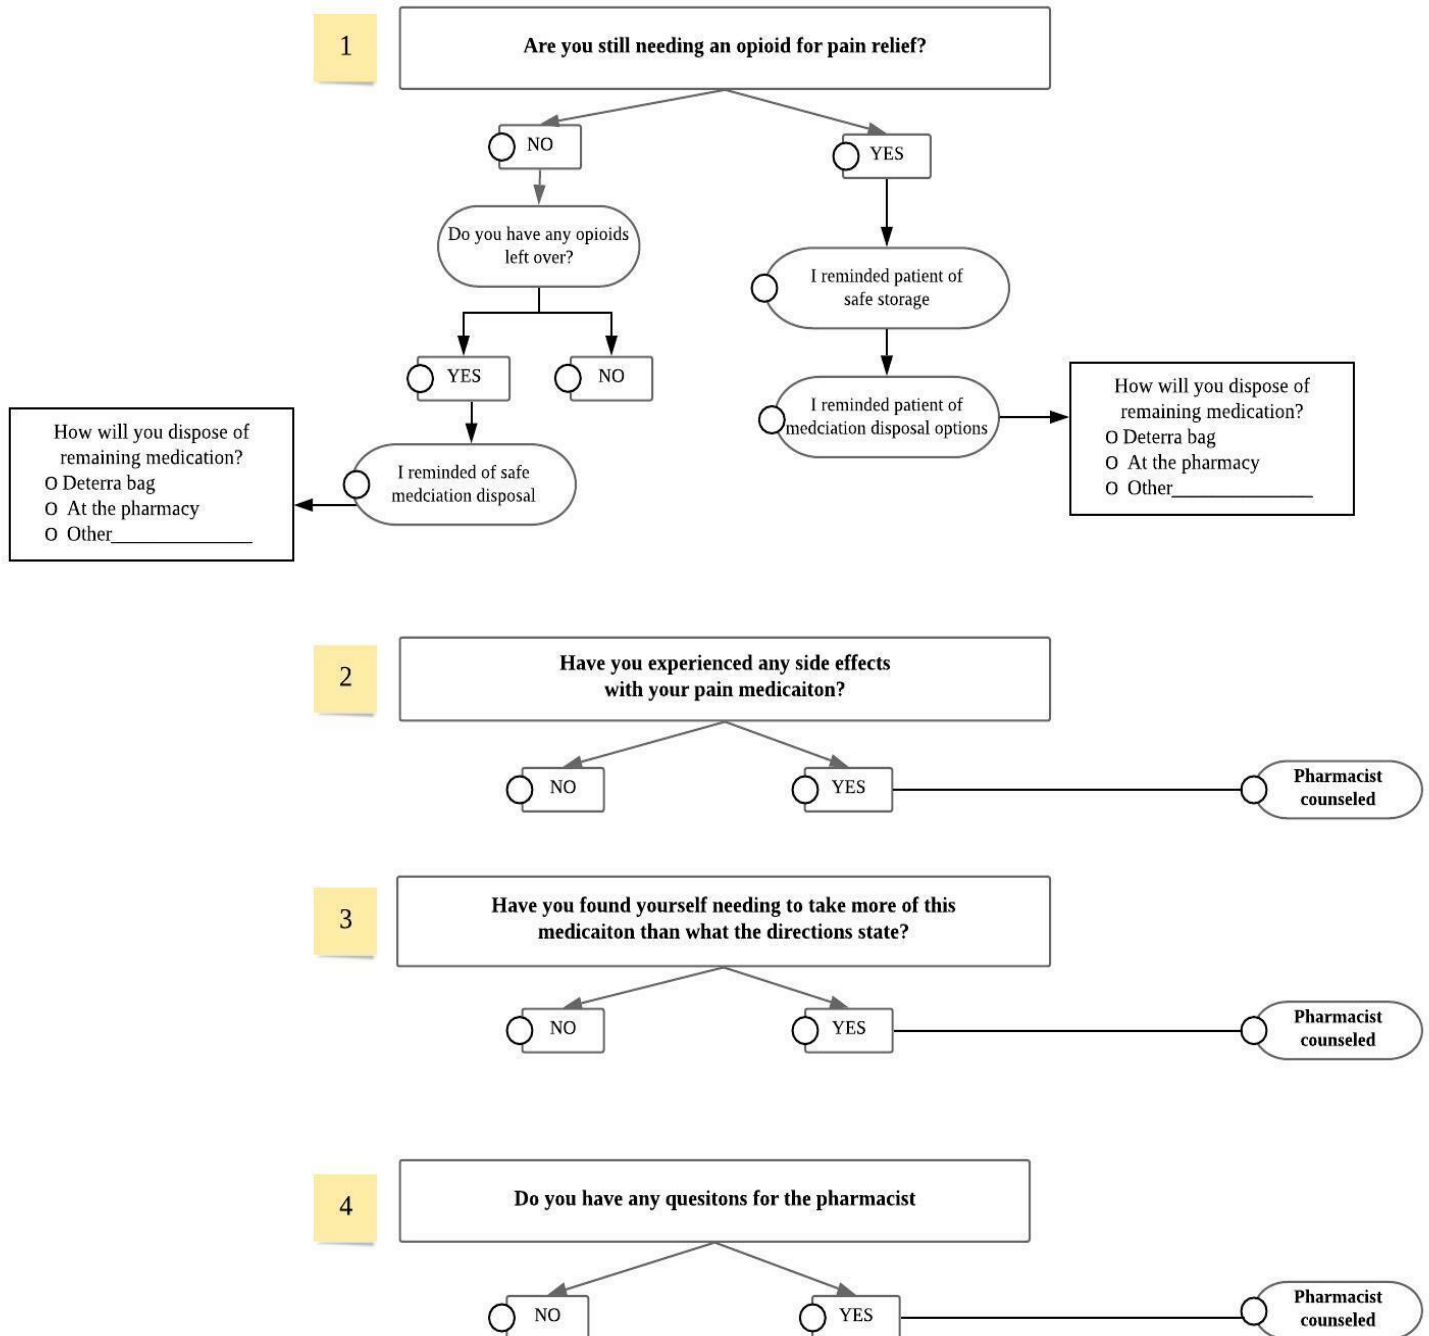 1
Are you still needing an opioid for pain relief?
NO
YES
Do you have any opioids
left over?
I reminded patient of
safe storage
YES
NO
I reminded patient of
medciation disposal options
How will you dispose of
remaining medication?
O Deterra bag
O At the pharmacy
O Other______________
How will you dispose of
remaining medication?
O Deterra bag
O At the pharmacy
O Other______________
I reminded of safe
medciation disposal
2
Have you experienced any side effects
with your pain medicaiton?
NO
YES
Pharmacist
counseled
3
Have you found yourself needing to take more of this
medicaiton than what the directions state?
NO
YES
Pharmacist
counseled
4
Do you have any quesitons for the pharmacist
NO
YES
Pharmacist
counseled